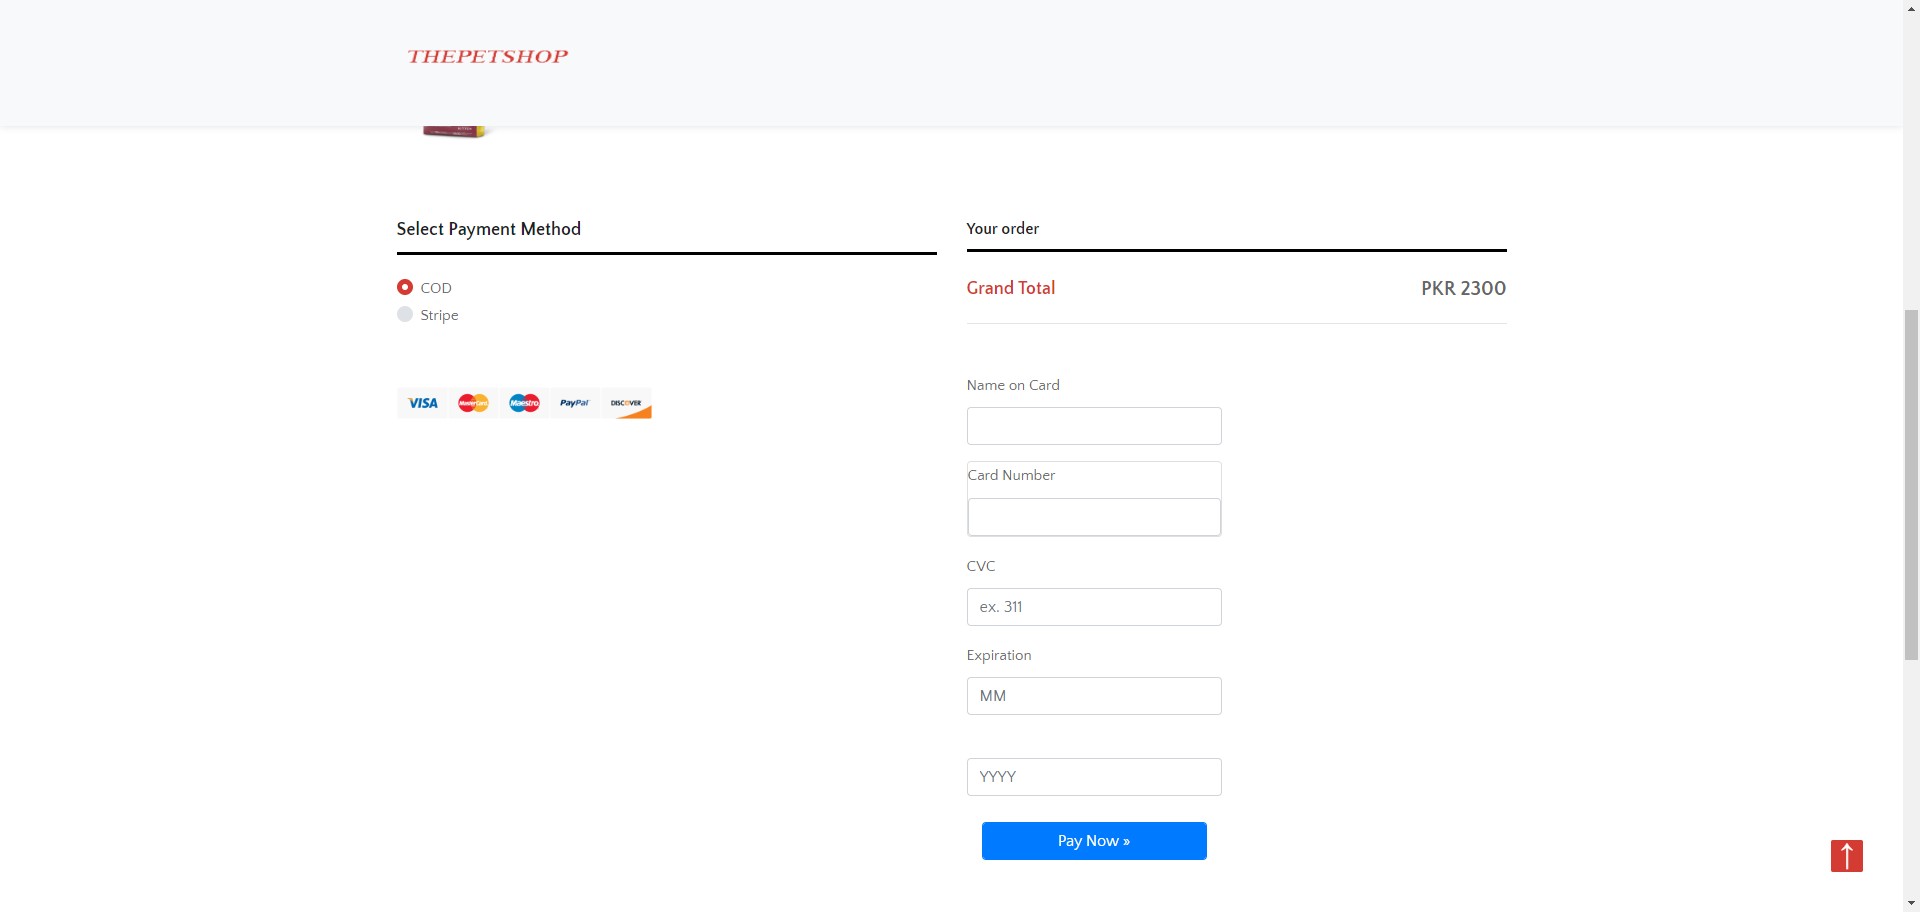 THEPETSHOP
Select Payment Method
COD
Stripe
VISA MasterCard Maestro PayPal DISCOVER
Your order
Grand Total PKR 2300
Name on Card
Card Number
CVC
ex. 311
Expiration
MM
YYYY
Pay Now »